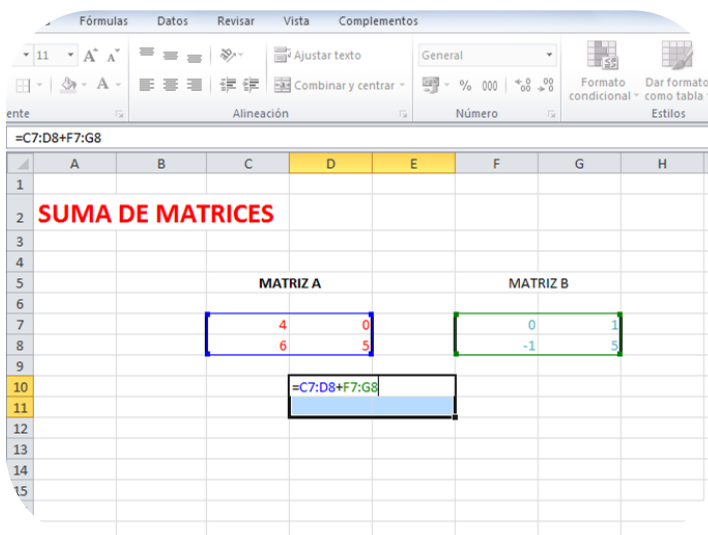 Fórmulas Datos Revisar Vista Complementos
11 A A Ajustar texto General
A Combinar y centrar % 000 Formato condicional Dar formato como tabla
ente Alineación Número Estilos
=C7:D8+F7:G8
A B C D E F G H
1
2 SUMA DE MATRICES
3
4
5 MATRIZ A MATRIZ B
6
7 4 0 0 1
8 6 5 -1 5
9
10 =C7:D8+F7:G8
11
12
13
14
15